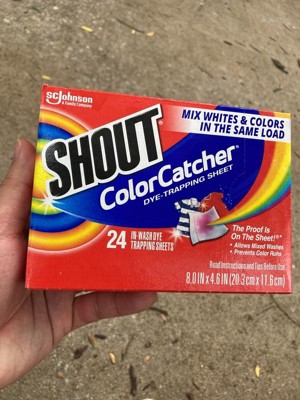 SCJohnson
A Family Company
MIX WHITES & COLORS
IN THE SAME LOAD
SHOUT®
ColorCatcher®
DYE-TRAPPING SHEET
24 IN-WASH DYE
TRAPPING SHEETS
The Proof is
On The Sheet!®*
• Allows Mixed Washes
• Prevents Color Runs
Read Instructions and Tips Before Use
8.0 IN x 4.6 IN (20.3 cm x 11.6 cm)